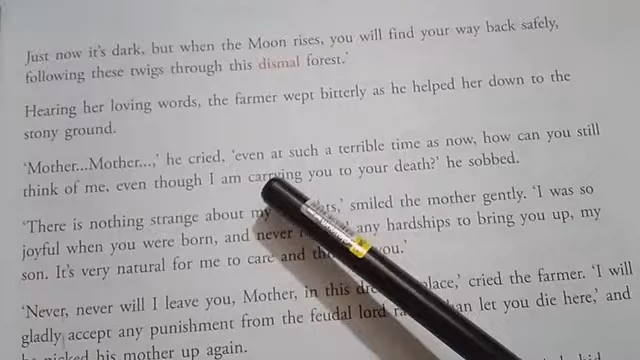 Just now it's dark, but when the Moon rises, you will find your way back safely,
following these twigs through this dismal forest.'
Hearing her loving words, the farmer wept bitterly as he helped her down to the
stony ground.
'Mother...Mother...,' he cried, 'even at such a terrible time as now, how can you still
think of me, even though I am carrying you to your death?' he sobbed.
'There is nothing strange about my smiled the mother gently. 'I was so
joyful when you were born, and never any hardships to bring you up, my
son. It's very natural for me to care and you.'
'Never, never will I leave you, Mother, in this place,' cried the farmer. 'I will
gladly accept any punishment from the feudal lord than let you die here,' and
he picked his mother up again.